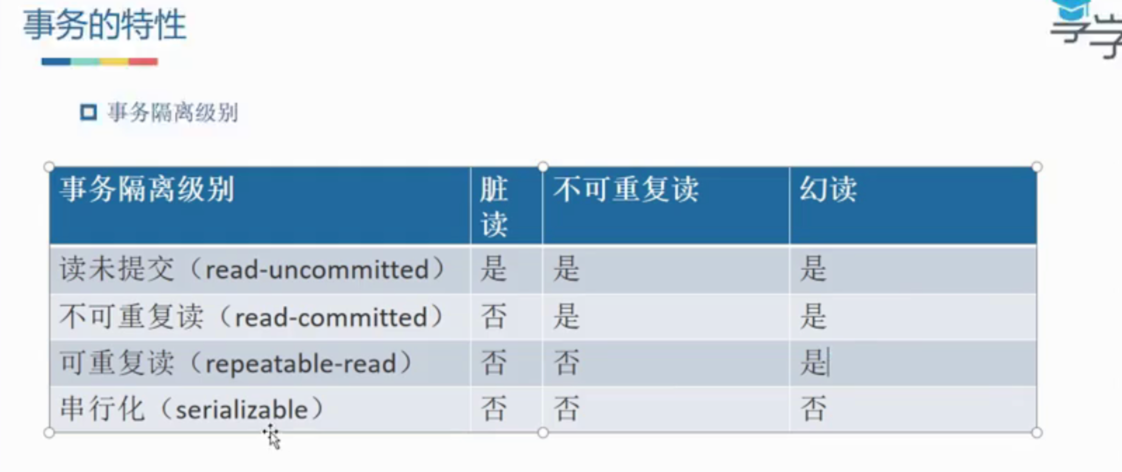 事务的特性
事务隔离级别
事务隔离级别 脏读 不可重复读 幻读
读未提交（read-uncommitted） 是 是 是
不可重复读（read-committed） 否 是 是
可重复读（repeatable-read） 否 否 是
串行化（serializable） 否 否 否